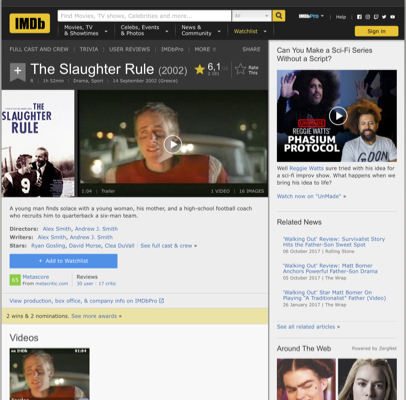 IMDb
Find Movies, TV shows, Celebrities and more...
All
IMDbPro
Help
Movies, TV & Showtimes
Celebs, Events & Photos
News & Community
Watchlist
Sign in
FULL CAST AND CREW | TRIVIA | USER REVIEWS | IMDbPro | MORE
SHARE
The Slaughter Rule (2002)
6,1
Rate This
R | 1h 52min | Drama, Sport | 14 September 2002 (Greece)
THE SLAUGHTER RULE
1:04 | Trailer
1 VIDEO | 16 IMAGES
A young man finds solace with a young woman, his mother, and a high-school football coach
who recruits him to quarterback a six-man team.
Directors: Alex Smith, Andrew J. Smith
Writers: Alex Smith, Andrew J. Smith
Stars: Ryan Gosling, David Morse, Clea DuVall | See full cast & crew »
+ Add to Watchlist
Metascore
From metacritic.com
Reviews
30 user | 17 critic
View production, box office, & company info on IMDbPro
2 wins & 2 nominations. See more awards »
Videos
Can You Make a Sci-Fi Series
Without a Script?
REGGIE WATTS'
PHASIUM
PROTOCOL
Well Reggie Watts sure tried with his idea for
a sci-fi improv show. What happens when we
bring his idea to life?
Watch now on "UnMade" »
Related News
'Walking Out' Review: Survivalist Story
Hits the Father-Son Sweet Spot
06 October 2017 | Rolling Stone
'Walking Out' Review: Matt Bomer
Anchors Powerful Father-Son Drama
05 October 2017 | The Wrap
'Walking Out' Star Matt Bomer On
Playing "A Traditionalist" Father (Video)
26 January 2017 | The Wrap
See all related articles »
Around The Web
Powered by ZergNet